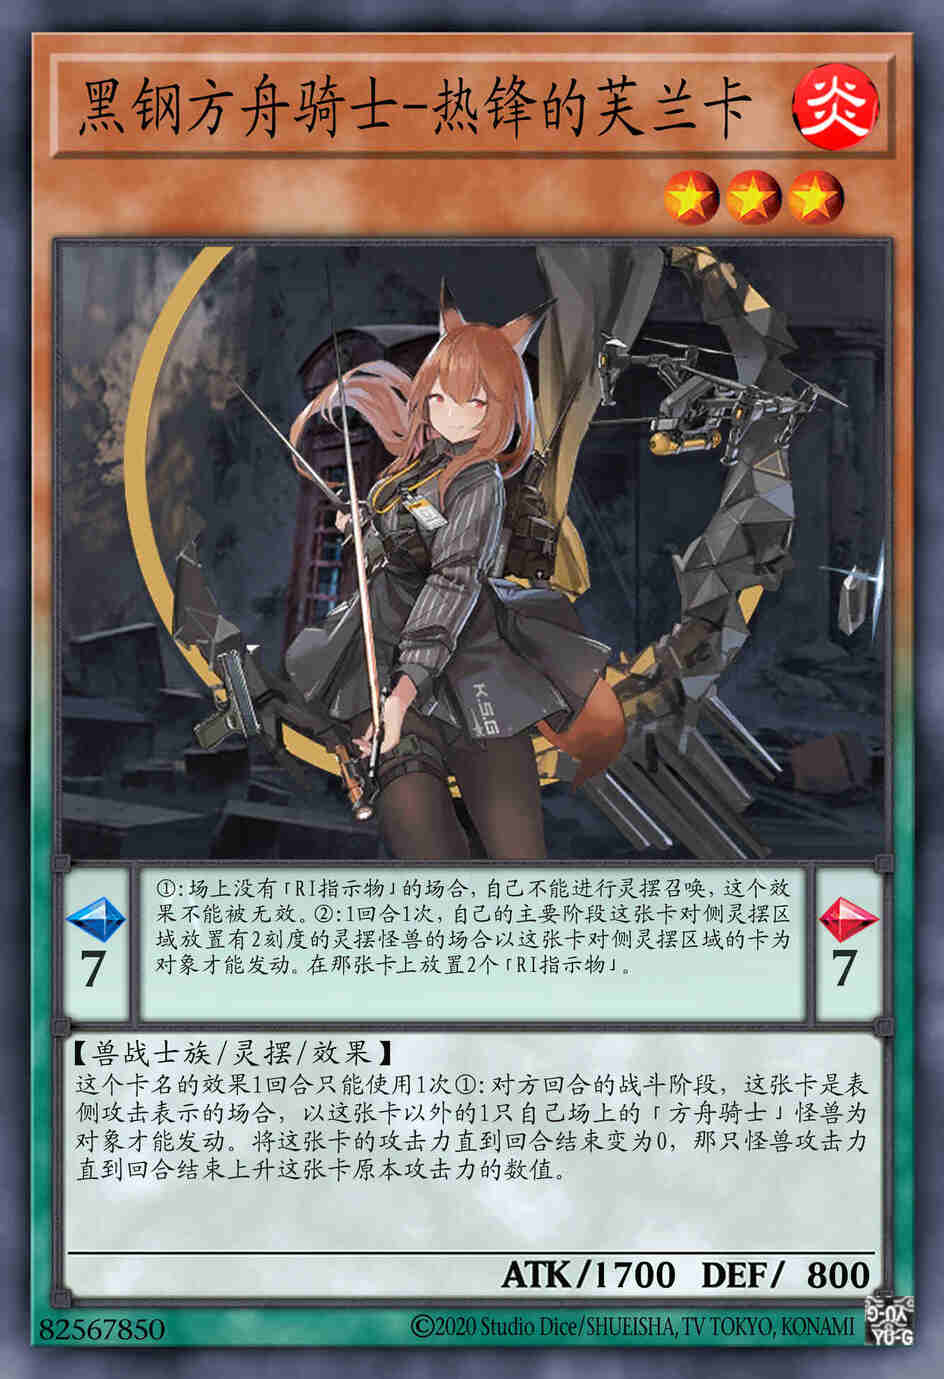 黑钢方舟骑士-热锋的芙兰卡
炎
K.S.G
①:场上没有「RI指示物」的场合,自己不能进行灵摆召唤,这个效
果不能被无效。②:1回合1次,自己的主要阶段这张卡对侧灵摆区
域放置有2刻度的灵摆怪兽的场合以这张卡对侧灵摆区域的卡为
对象才能发动。在那张卡上放置2个「RI指示物」。
7
7
【兽战士族/灵摆/效果】
这个卡名的效果1回合只能使用1次①:对方回合的战斗阶段，这张卡是表
侧攻击表示的场合，以这张卡以外的1只自己场上的「方舟骑士」怪兽为
对象才能发动。将这张卡的攻击力直到回合结束变为0，那只怪兽攻击力
直到回合结束上升这张卡原本攻击力的数值。
ATK/1700 DEF/ 800
82567850
©2020 Studio Dice/SHUEISHA, TV TOKYO, KONAMI